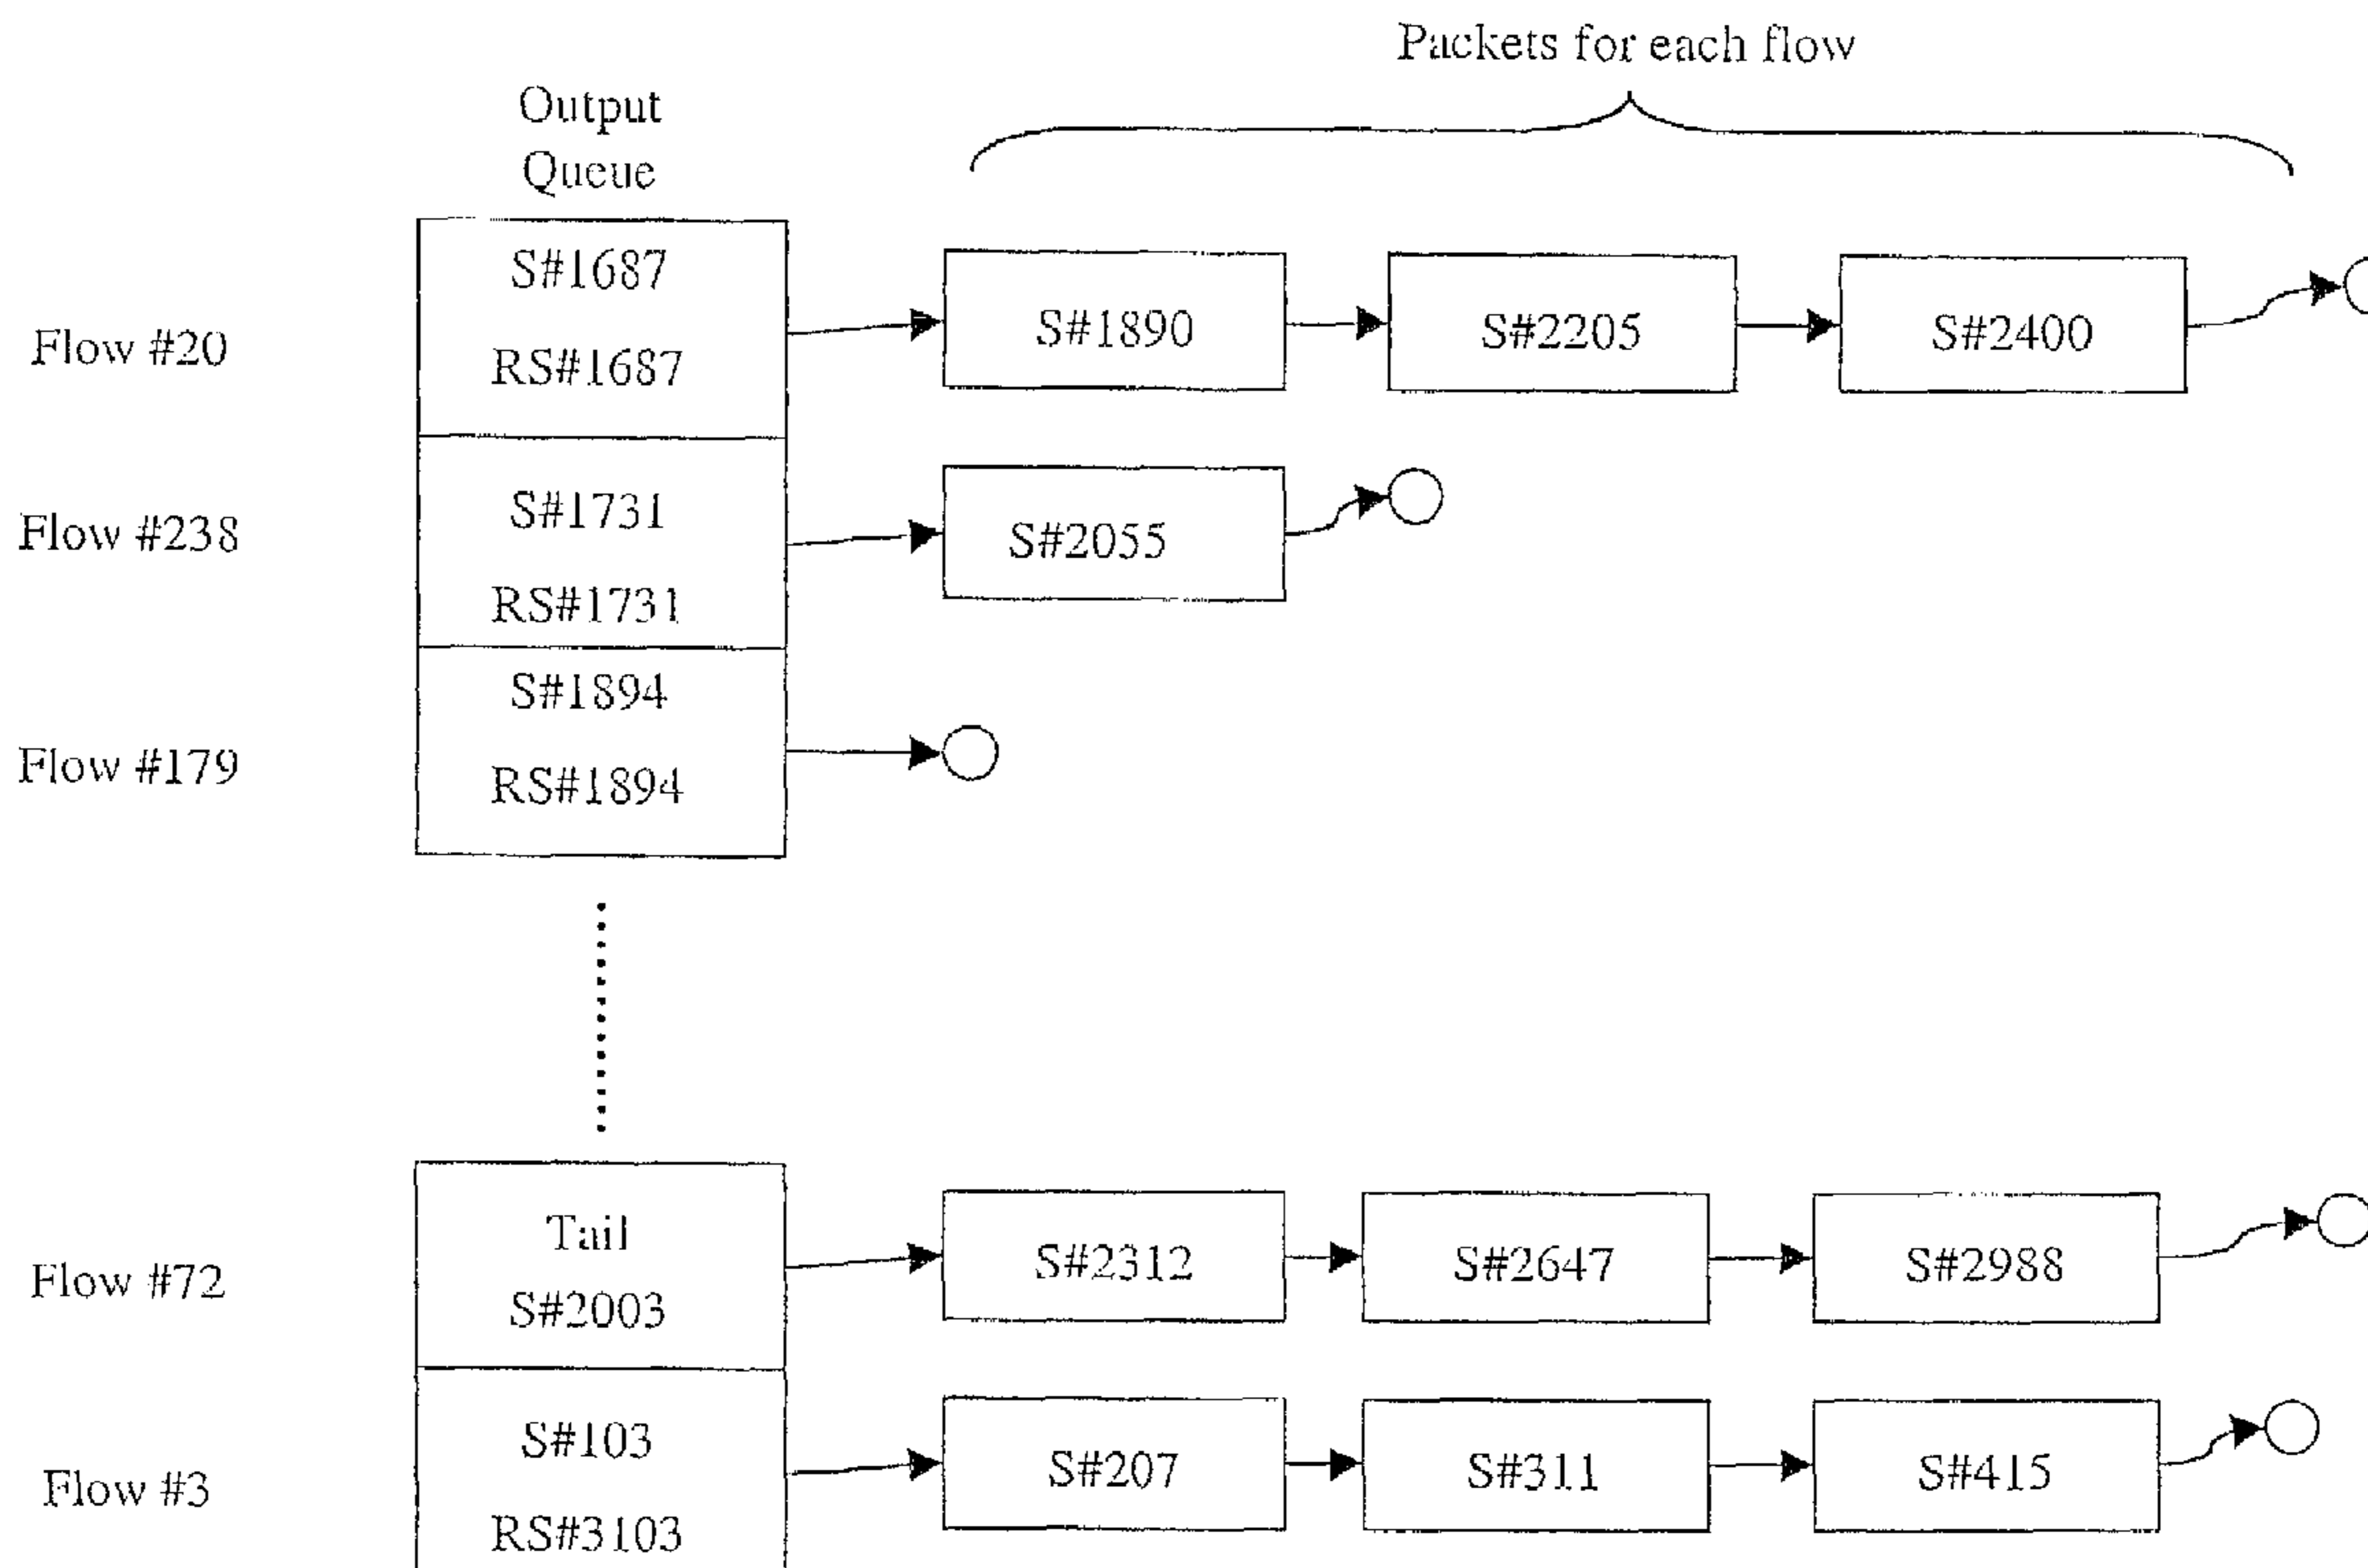 Packets for each flow
Output
Queue
Flow #20
S#1687
RS#1687
S#1890
S#2205
S#2400
Flow #238
S#1731
RS#1731
S#2055
Flow #179
S#1894
RS#1894
Flow #72
Tail
S#2003
S#2312
S#2647
S#2988
Flow #3
S#103
RS#3103
S#207
S#311
S#415